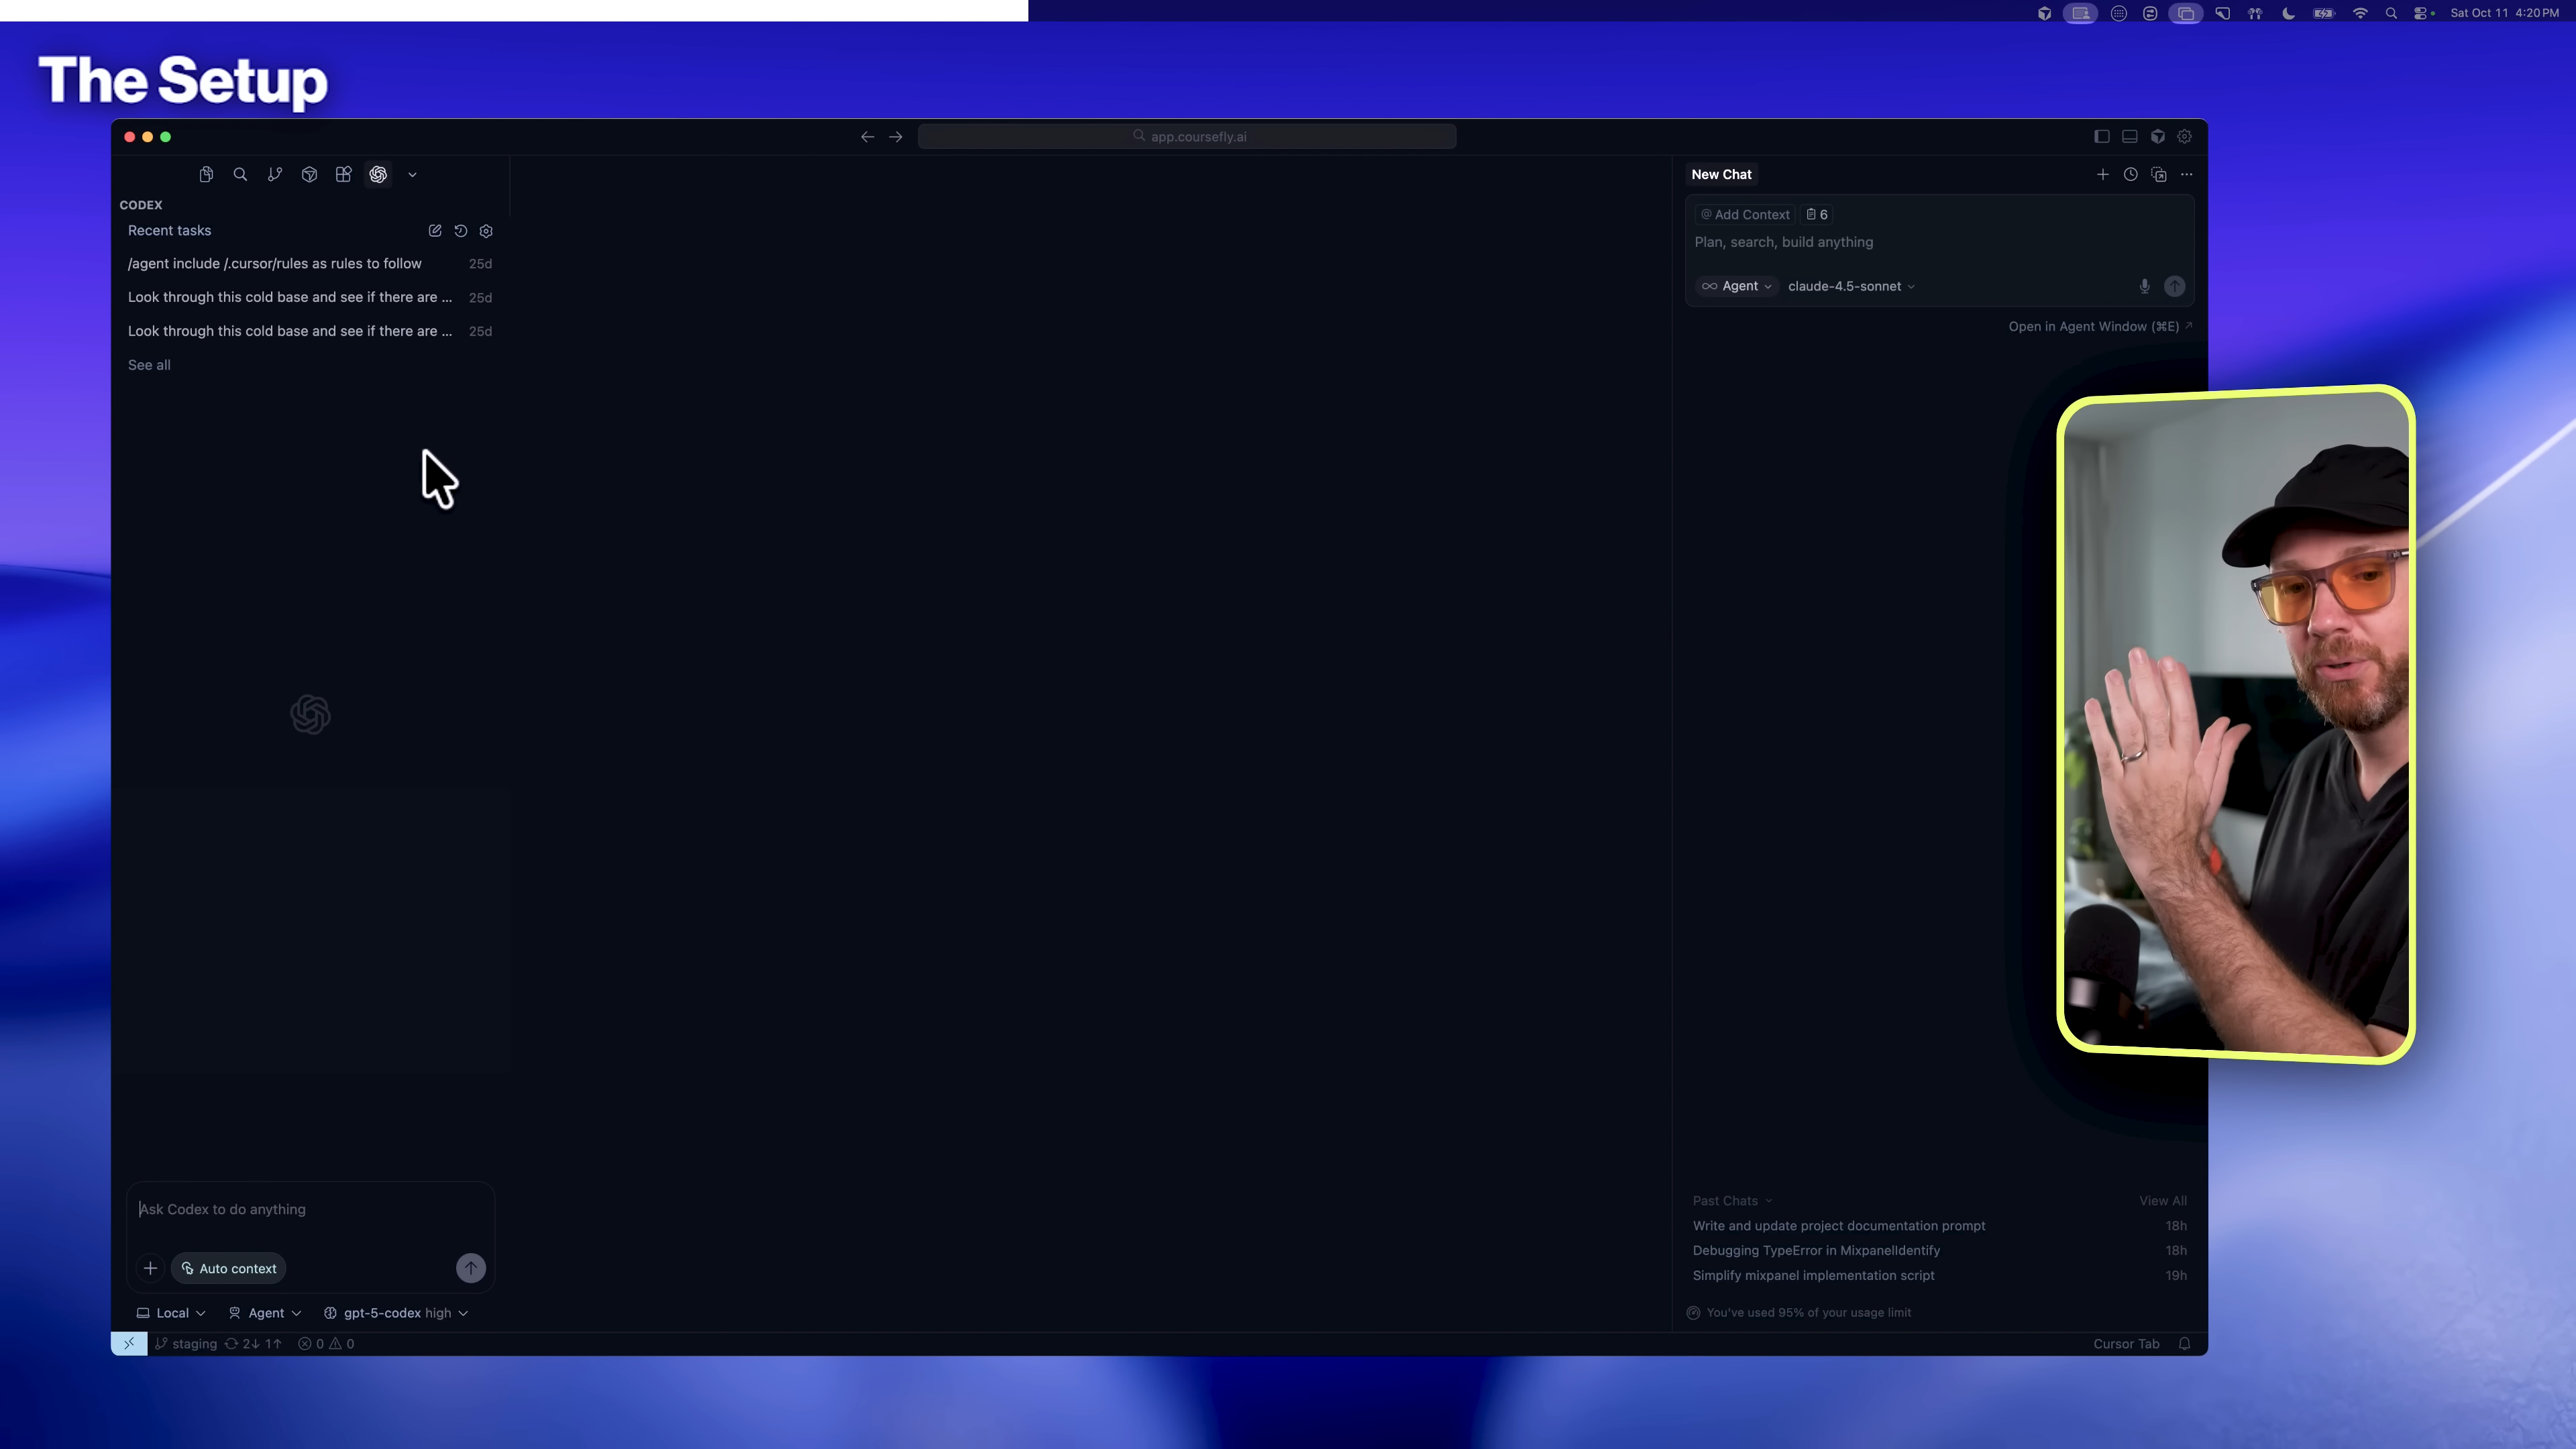 Sat Oct 11 4:20 PM
The Setup
app.coursefly.ai
CODEX
Recent tasks
/agent include /.cursor/rules as rules to follow 25d
Look through this cold base and see if there are ... 25d
Look through this cold base and see if there are ... 25d
See all
Ask Codex to do anything
Auto context
Local Agent gpt-5-codex high
New Chat
@ Add Context 6
Plan, search, build anything
Agent claude-4.5-sonnet
Open in Agent Window (⌘E)
Past Chats View All
Write and update project documentation prompt 18h
Debugging TypeError in MixpanelIdentify 18h
Simplify mixpanel implementation script 19h
You've used 95% of your usage limit
staging 2↓ 1↑ 0 0
Cursor Tab